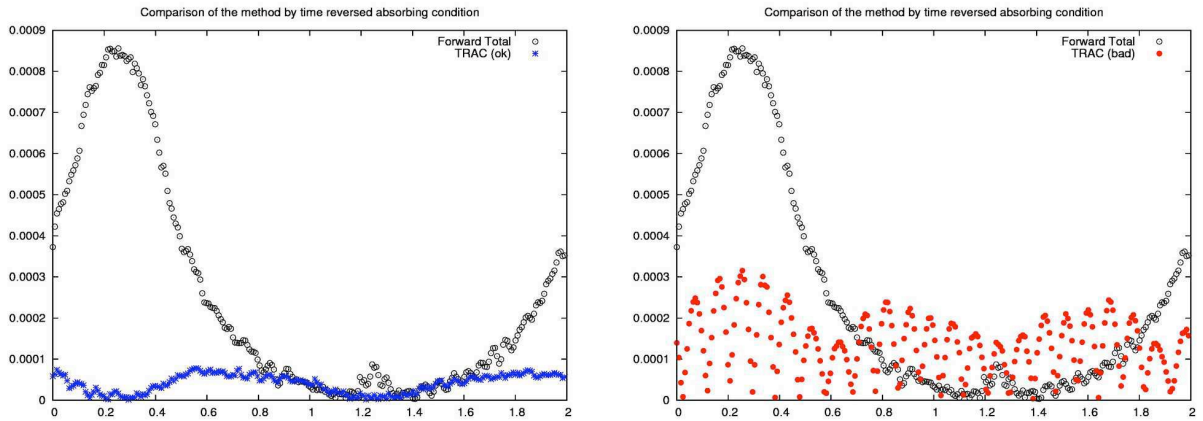 Comparison of the method by time reversed absorbing condition
0.0009
0.0008
0.0007
0.0006
0.0005
0.0004
0.0003
0.0002
0.0001
0
Forward Total
TRAC (ok)
0 0.2 0.4 0.6 0.8 1 1.2 1.4 1.6 1.8 2
Comparison of the method by time reversed absorbing condition
0.0009
0.0008
0.0007
0.0006
0.0005
0.0004
0.0003
0.0002
0.0001
0
Forward Total
TRAC (bad)
0 0.2 0.4 0.6 0.8 1 1.2 1.4 1.6 1.8 2